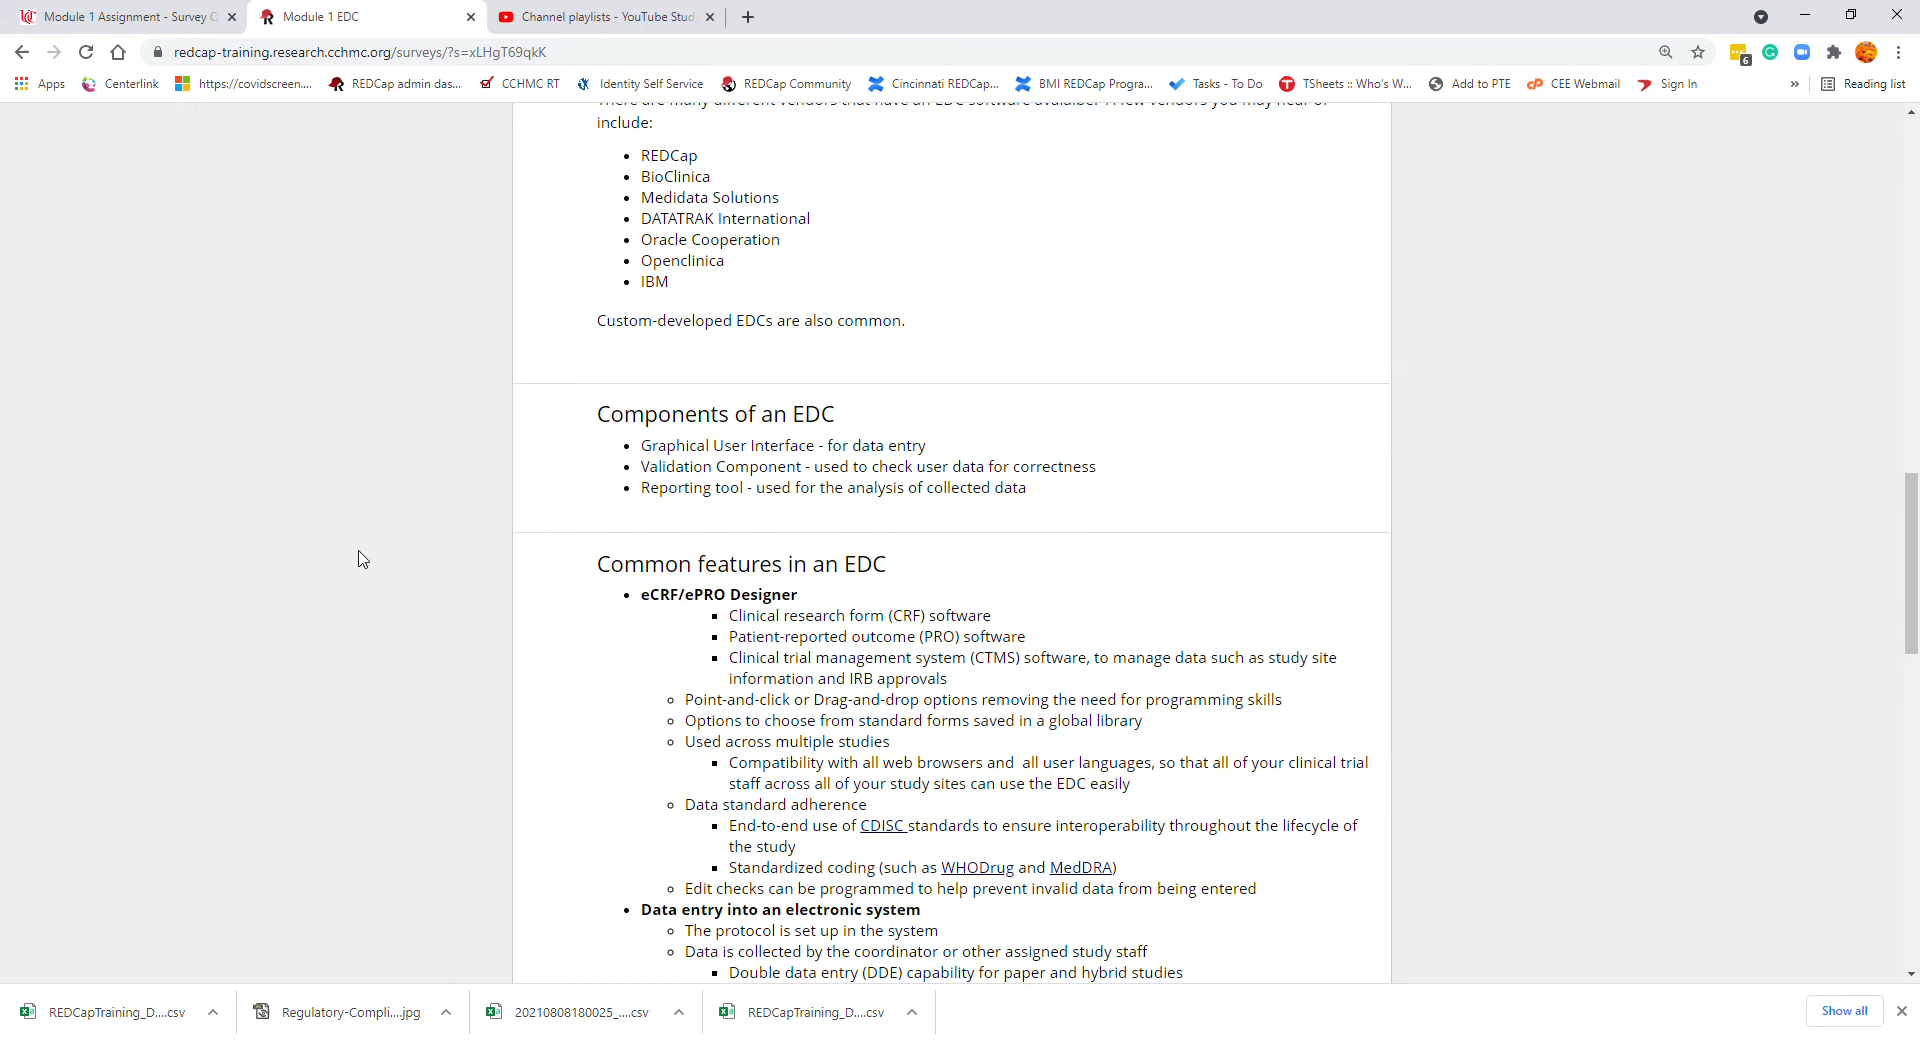 Module 1 Assignment - Survey Q
Module 1 EDC
Channel playlists - YouTube Stud
redcap-training.research.cchmc.org/surveys/?s=xLHgT69qkK
6
Apps
Centerlink
https://covidscreen....
REDCap admin das...
CCHMC RT
Identity Self Service
REDCap Community
Cincinnati REDCap...
BMI REDCap Progra...
Tasks - To Do
TSheets :: Who's W...
Add to PTE
CEE Webmail
Sign In
»
Reading list
include:
• REDCap
• BioClinica
• Medidata Solutions
• DATATRAK International
• Oracle Cooperation
• Openclinica
• IBM
Custom-developed EDCs are also common.
Components of an EDC
• Graphical User Interface - for data entry
• Validation Component - used to check user data for correctness
• Reporting tool - used for the analysis of collected data
Common features in an EDC
• eCRF/ePRO Designer
▪ Clinical research form (CRF) software
▪ Patient-reported outcome (PRO) software
▪ Clinical trial management system (CTMS) software, to manage data such as study site
information and IRB approvals
○ Point-and-click or Drag-and-drop options removing the need for programming skills
○ Options to choose from standard forms saved in a global library
○ Used across multiple studies
▪ Compatibility with all web browsers and  all user languages, so that all of your clinical trial
staff across all of your study sites can use the EDC easily
○ Data standard adherence
▪ End-to-end use of CDISC standards to ensure interoperability throughout the lifecycle of
the study
▪ Standardized coding (such as WHODrug and MedDRA)
○ Edit checks can be programmed to help prevent invalid data from being entered
• Data entry into an electronic system
○ The protocol is set up in the system
○ Data is collected by the coordinator or other assigned study staff
▪ Double data entry (DDE) capability for paper and hybrid studies
REDCapTraining_D....csv
Regulatory-Compli....jpg
20210808180025_....csv
REDCapTraining_D....csv
Show all